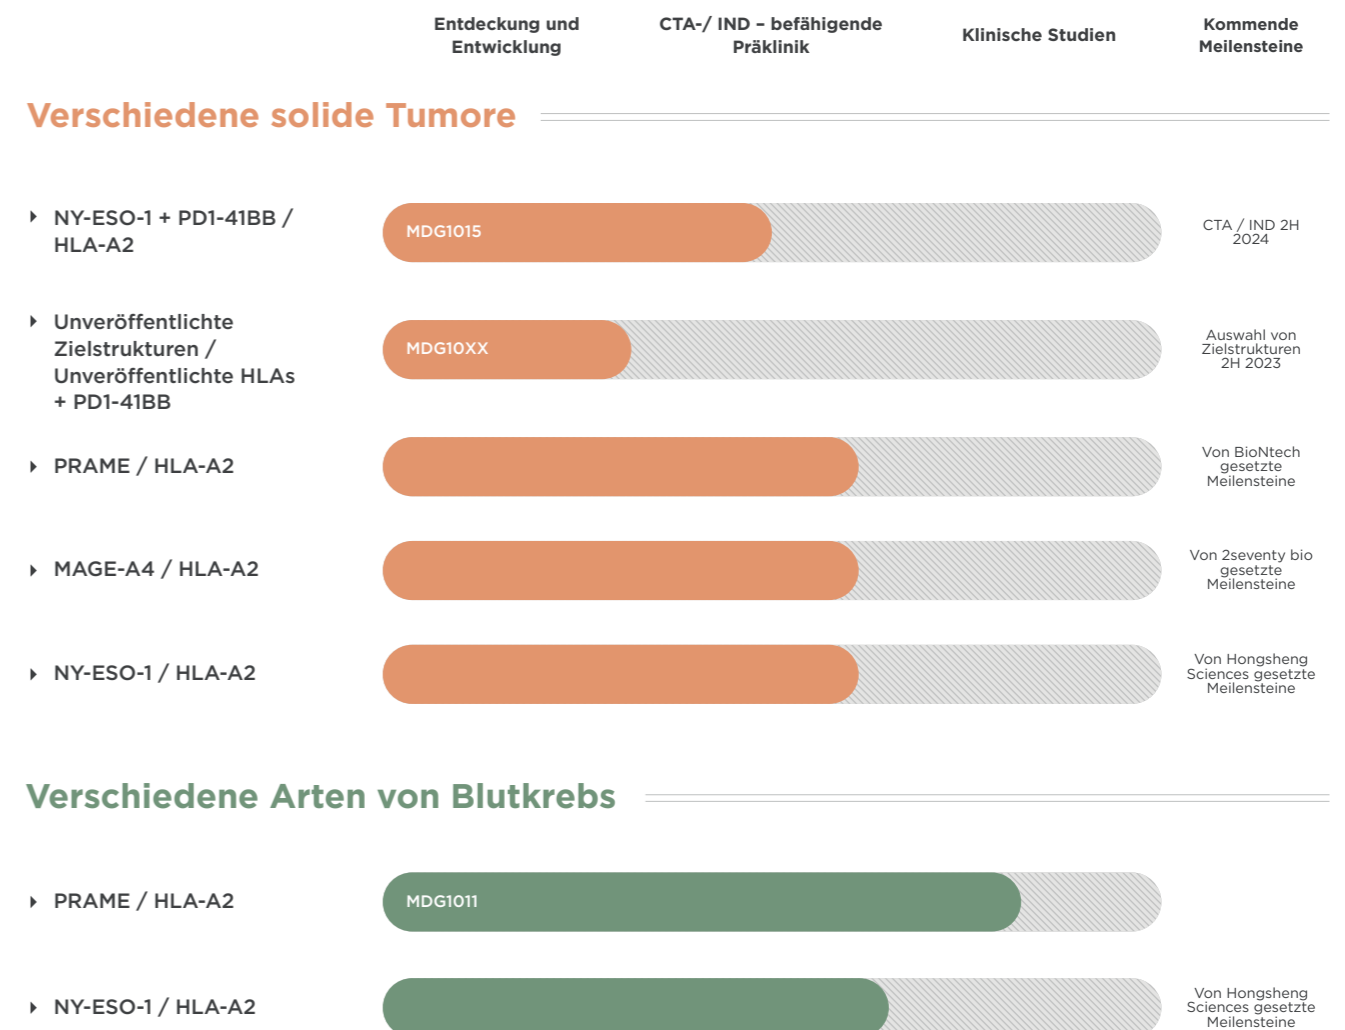 Entdeckung und
Entwicklung
CTA-/ IND – befähigende
Präklinik
Klinische Studien
Kommende
Meilensteine
Verschiedene solide Tumore
NY-ESO-1 + PD1-41BB /
HLA-A2
MDG1015
CTA / IND 2H
2024
Unveröffentlichte
Zielstrukturen /
Unveröffentlichte HLAs
+ PD1-41BB
MDG10XX
Auswahl von
Zielstrukturen
2H 2023
PRAME / HLA-A2
Von BioNtech
gesetzte
Meilensteine
MAGE-A4 / HLA-A2
Von 2seventy bio
gesetzte
Meilensteine
NY-ESO-1 / HLA-A2
Von Hongsheng
Sciences gesetzte
Meilensteine
Verschiedene Arten von Blutkrebs
PRAME / HLA-A2
MDG1011
NY-ESO-1 / HLA-A2
Von Hongsheng
Sciences gesetzte
Meilensteine